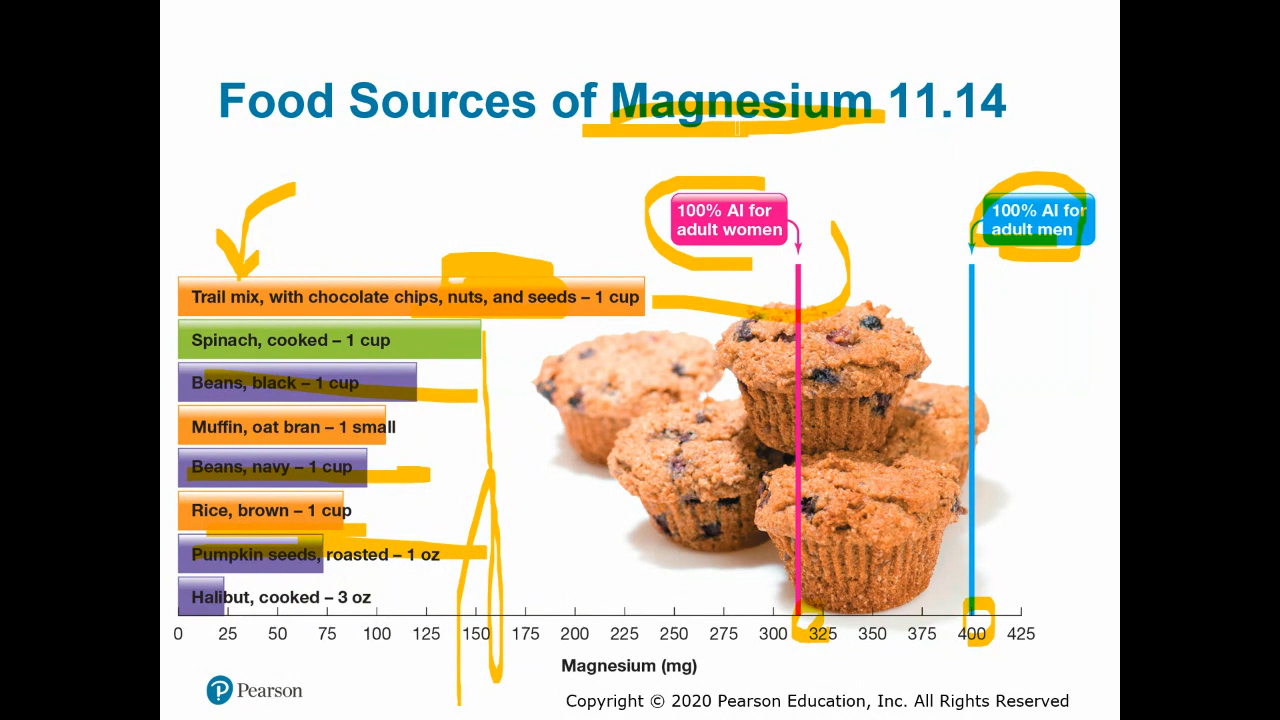 Food Sources of Magnesium 11.14
100% AI for
adult women
100% AI for
adult men
Trail mix, with chocolate chips, nuts, and seeds – 1 cup
Spinach, cooked – 1 cup
Beans, black – 1 cup
Muffin, oat bran – 1 small
Beans, navy – 1 cup
Rice, brown – 1 cup
Pumpkin seeds, roasted – 1 oz
Halibut, cooked – 3 oz
0 25 50 75 100 125 150 175 200 225 250 275 300 325 350 375 400 425
Magnesium (mg)
Pearson
Copyright © 2020 Pearson Education, Inc. All Rights Reserved